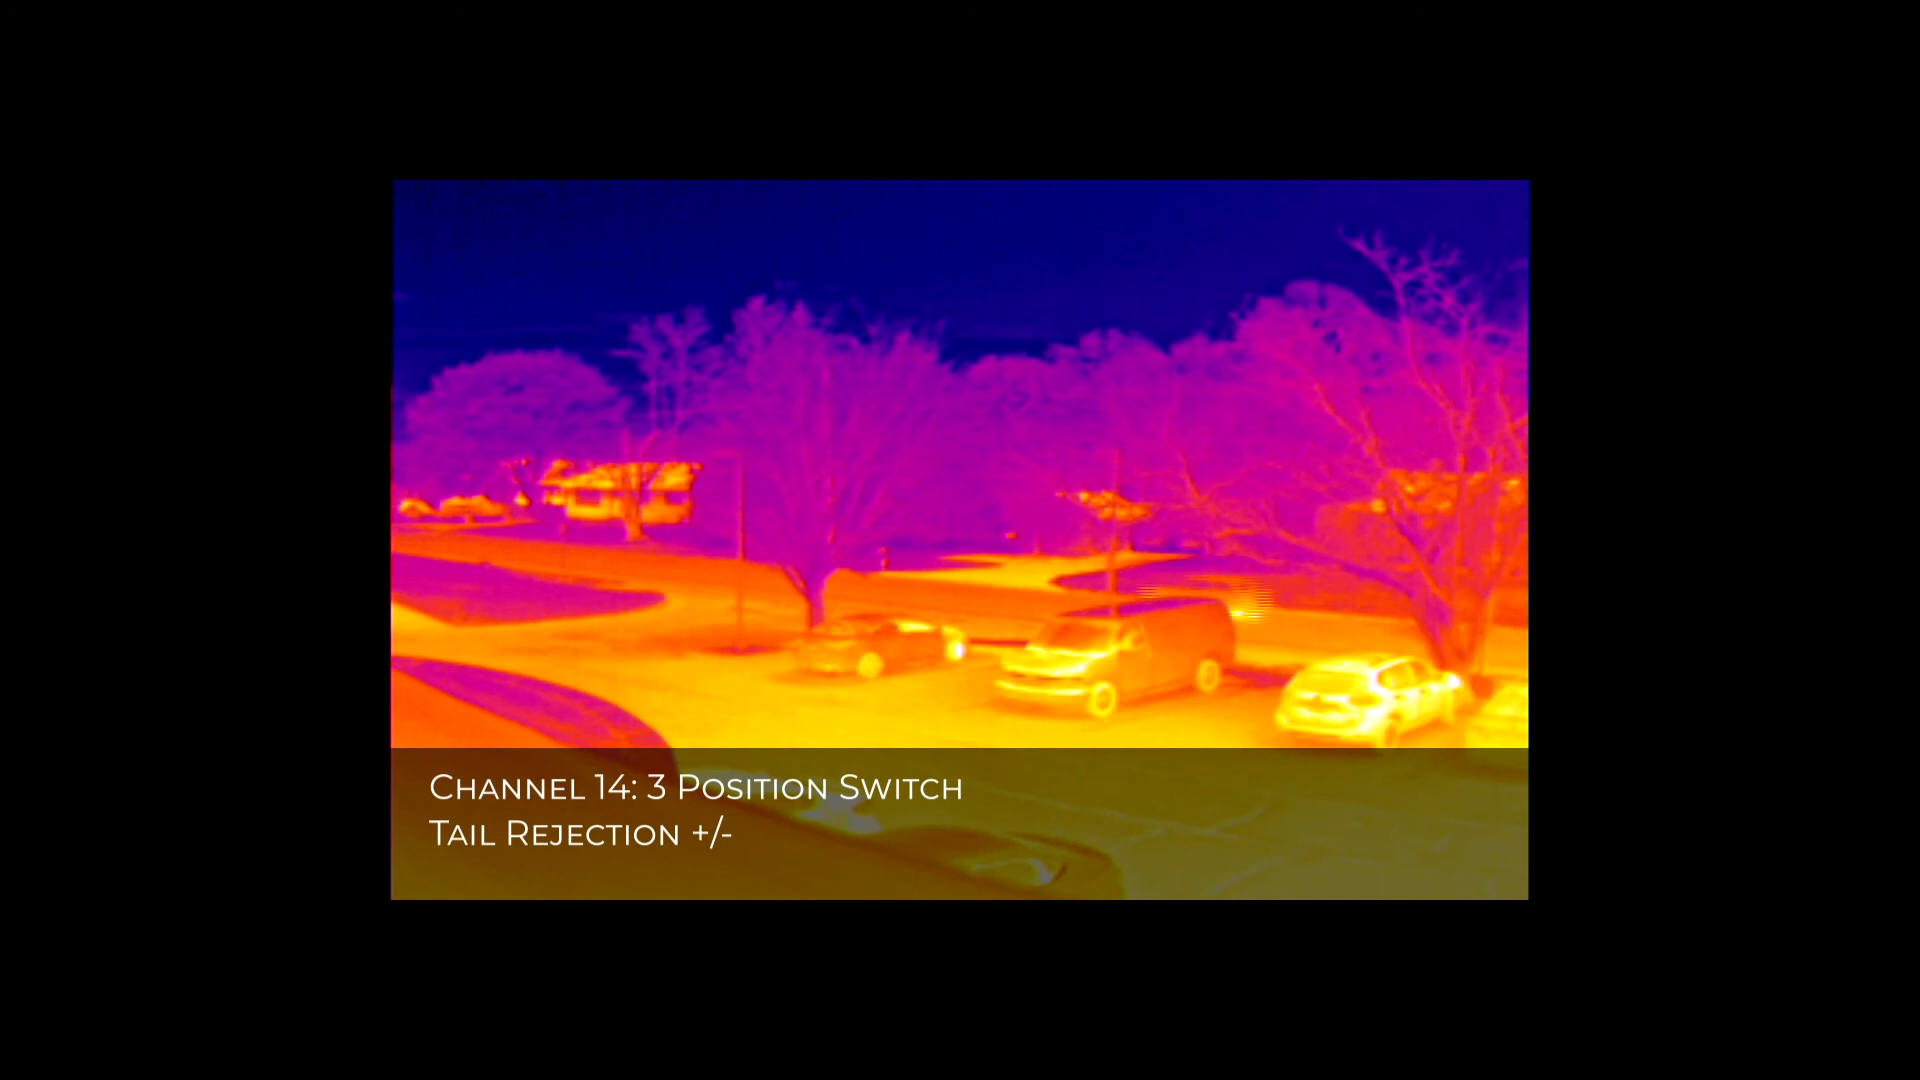 Channel 14: 3 Position Switch
Tail Rejection +/-